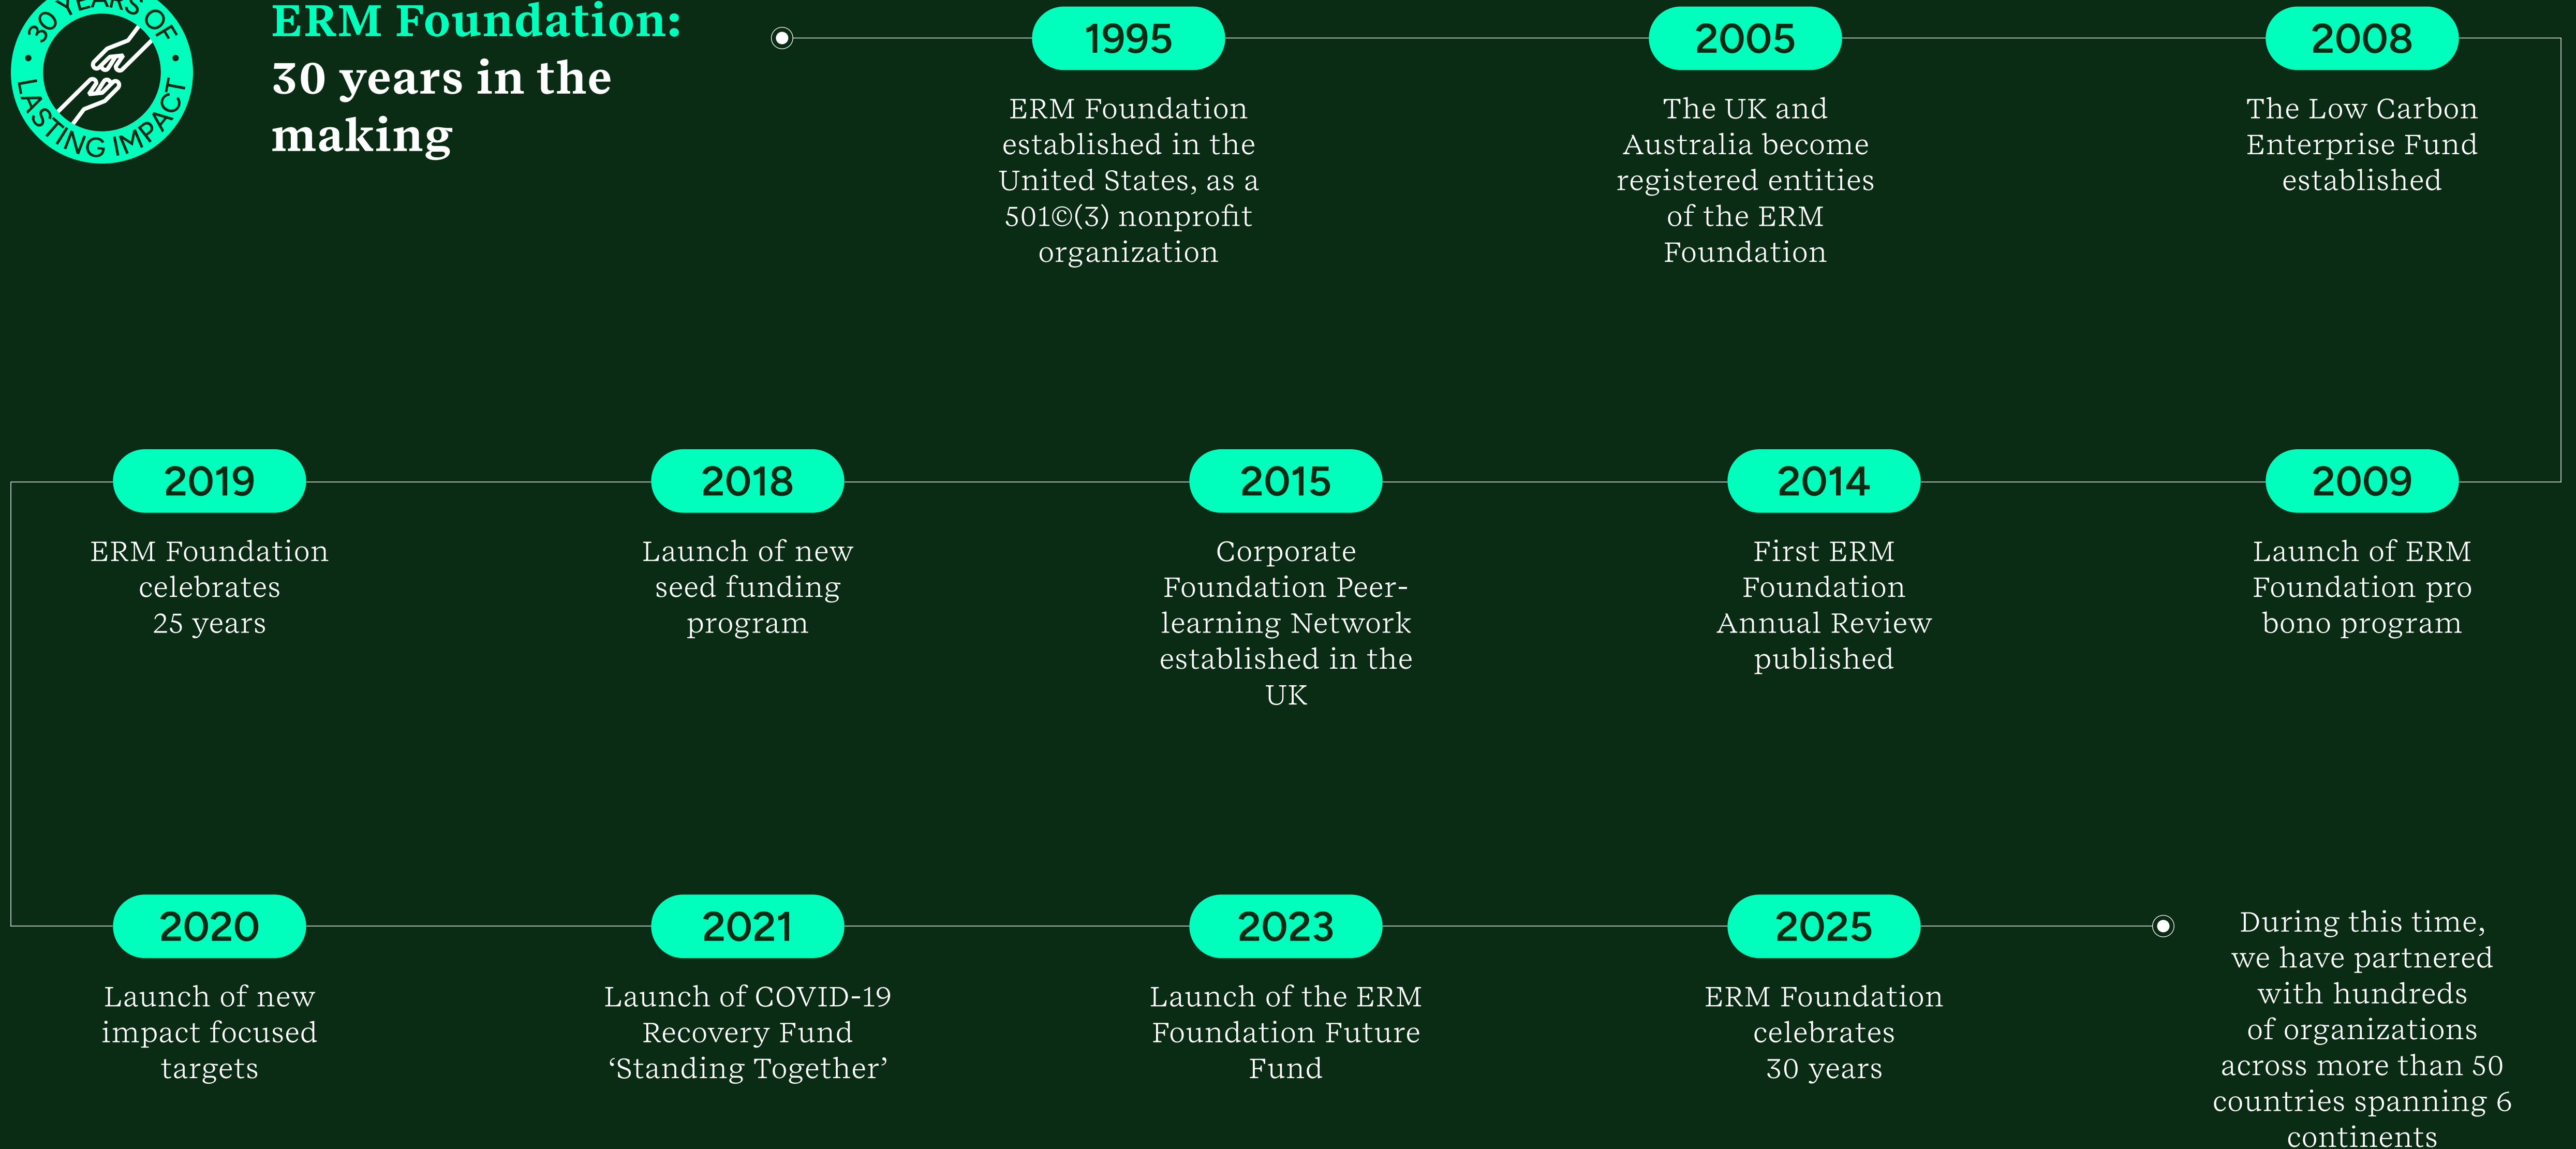 30 YEARS OF
LASTING IMPACT
ERM Foundation:
30 years in the
making
1995
ERM Foundation
established in the
United States, as a
501©(3) nonprofit
organization
2005
The UK and
Australia become
registered entities
of the ERM
Foundation
2008
The Low Carbon
Enterprise Fund
established
2009
Launch of ERM
Foundation pro
bono program
2014
First ERM
Foundation
Annual Review
published
2015
Corporate
Foundation Peer-
learning Network
established in the
UK
2018
Launch of new
seed funding
program
2019
ERM Foundation
celebrates
25 years
2020
Launch of new
impact focused
targets
2021
Launch of COVID-19
Recovery Fund
‘Standing Together’
2023
Launch of the ERM
Foundation Future
Fund
2025
ERM Foundation
celebrates
30 years
During this time,
we have partnered
with hundreds
of organizations
across more than 50
countries spanning 6
continents